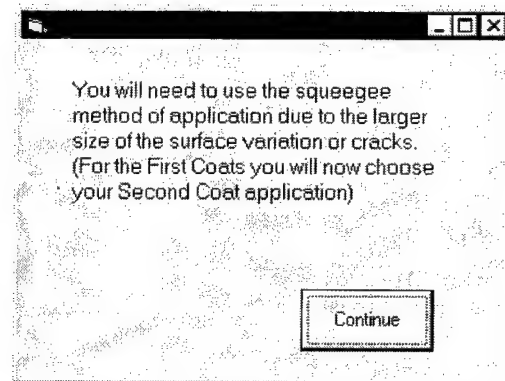 You will need to use the squeegee
method of application due to the larger
size of the surface variation or cracks.
(For the First Coats you will now choose
your Second Coat application)
Continue